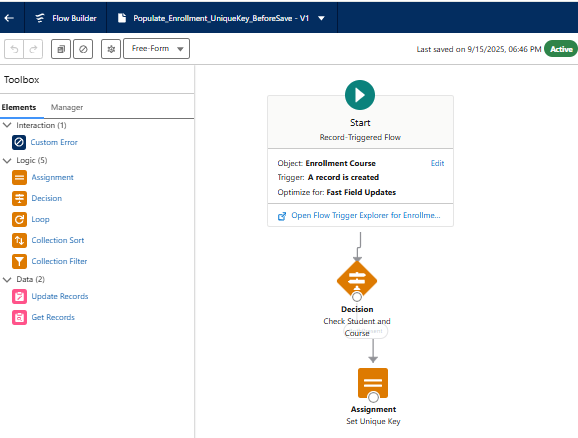 Flow Builder
Populate_Enrollment_UniqueKey_BeforeSave - V1
Free-Form
Last saved on 9/15/2025, 06:46 PM
Active
Toolbox
Elements
Manager
Interaction (1)
Custom Error
Logic (5)
Assignment
Decision
Loop
Collection Sort
Collection Filter
Data (2)
Update Records
Get Records
Start
Record-Triggered Flow
Object: Enrollment Course
Edit
Trigger: A record is created
Optimize for: Fast Field Updates
Open Flow Trigger Explorer for Enrollme...
Decision
Check Student and
Course
Assignment
Set Unique Key